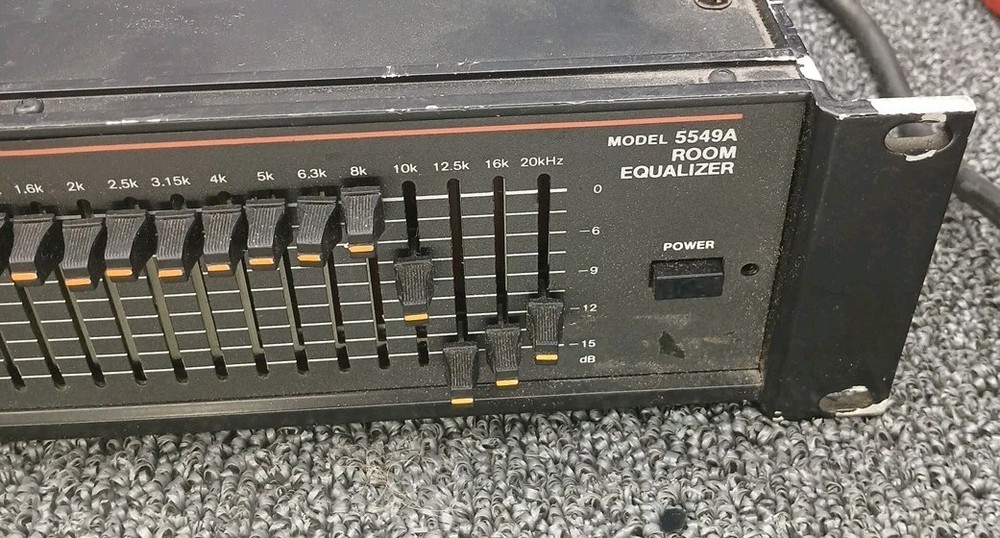 MODEL 5549A
ROOM
EQUALIZER
1.6k 2k 2.5k 3.15k 4k 5k 6.3k 8k 10k 12.5k 16k 20kHz
0
-6
-9
-12
-15
dB
POWER